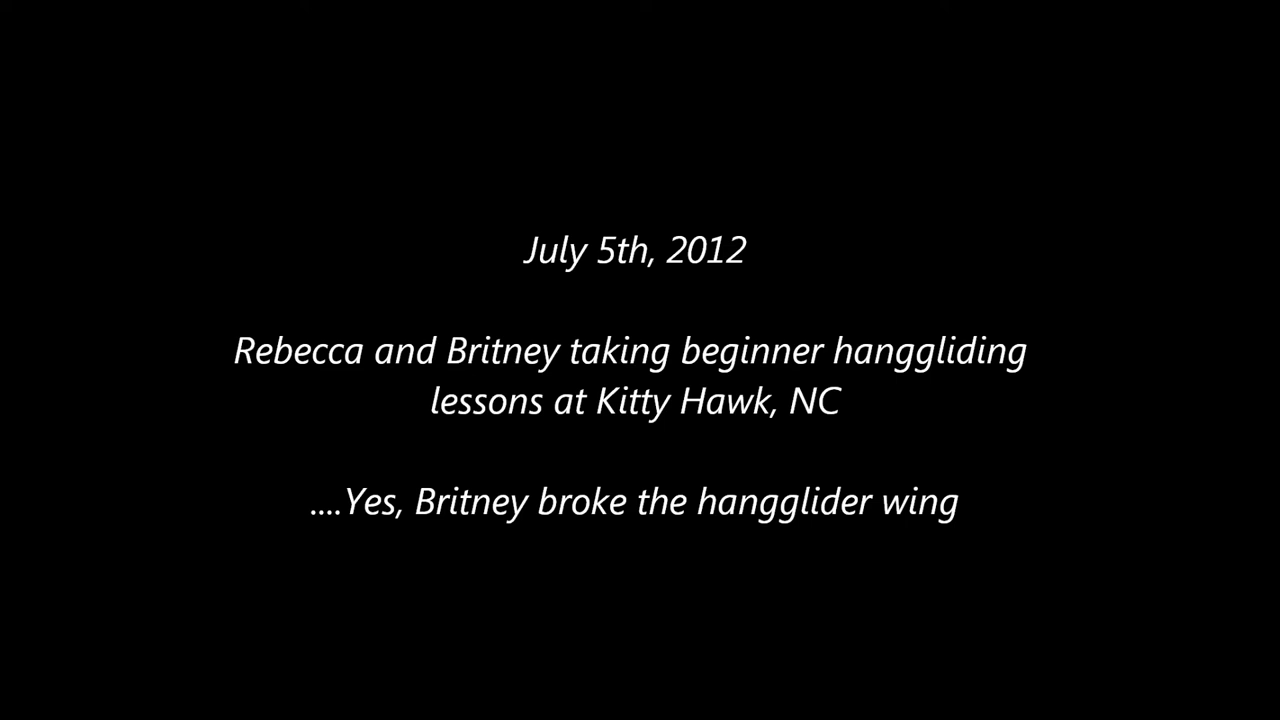 July 5th, 2012
Rebecca and Britney taking beginner hanggliding
lessons at Kitty Hawk, NC
....Yes, Britney broke the hangglider wing